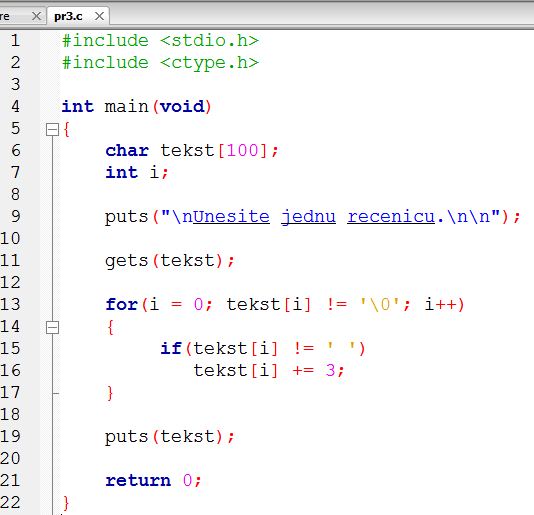 re pr3.c
1 #include <stdio.h>
2 #include <ctype.h>
3
4 int main(void)
5 {
6     char tekst[100];
7     int i;
8
9     puts("\nUnesite jednu recenicu.\n\n");
10
11     gets(tekst);
12
13     for(i = 0; tekst[i] != '\0'; i++)
14     {
15          if(tekst[i] != ' ')
16             tekst[i] += 3;
17     }
18
19     puts(tekst);
20
21     return 0;
22 }